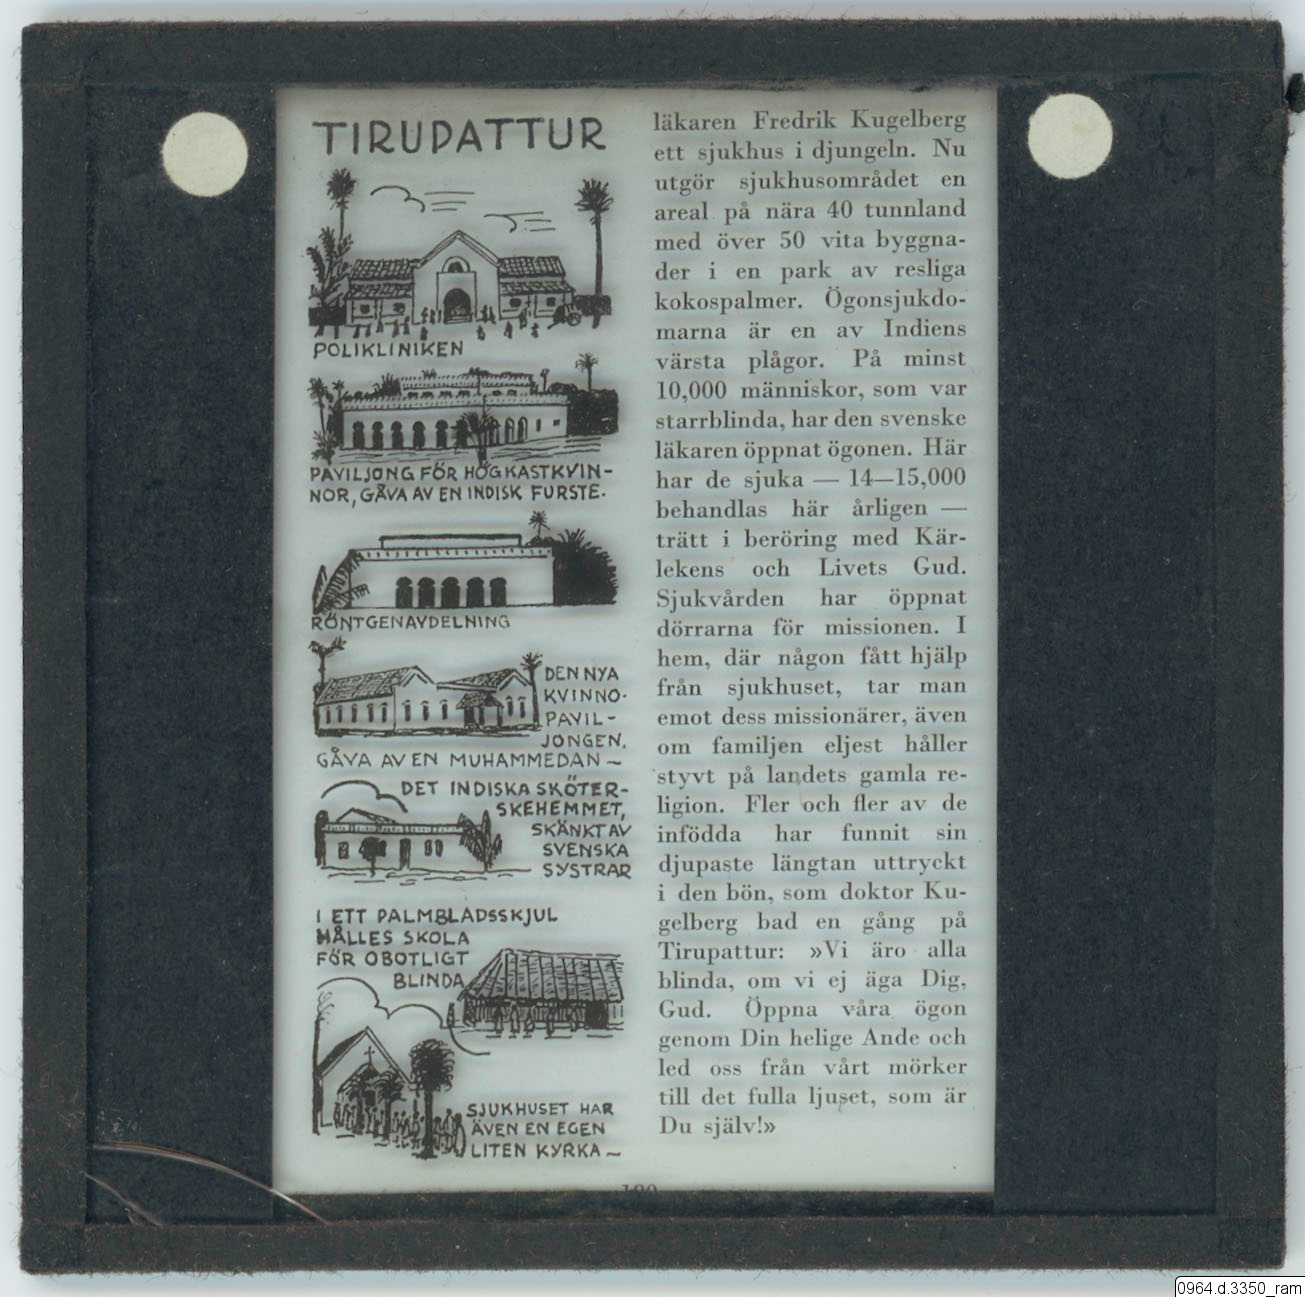 TIRUPATTUR
POLIKLINIKEN
PAVILJONG FÖR HÖGKASTKVIN-
NOR, GÅVA AV EN INDISK FURSTE.
RÖNTGENAVDELNING
DEN NYA
KVINNO-
PAVIL-
JONGEN,
GÅVA AV EN MUHAMMEDAN ~
DET INDISKA SKÖTER-
SKEHEMMET,
SKÄNKT AV
SVENSKA
SYSTRAR
I ETT PALMBLADSSKJUL
HÅLLES SKOLA
FÖR OBOTLIGT
BLINDA
SJUKHUSET HAR
ÄVEN EN EGEN
LITEN KYRKA ~
läkaren Fredrik Kugelberg
ett sjukhus i djungeln. Nu
utgör sjukhusområdet en
areal på nära 40 tunnland
med över 50 vita byggna-
der i en park av resliga
kokospalmer. Ögonsjukdo-
marna är en av Indiens
värsta plågor. På minst
10,000 människor, som var
starrblinda, har den svenske
läkaren öppnat ögonen. Här
har de sjuka — 14—15,000
behandlas här årligen —
trätt i beröring med Kär-
lekens och Livets Gud.
Sjukvården har öppnat
dörrarna för missionen. I
hem, där någon fått hjälp
från sjukhuset, tar man
emot dess missionärer, även
om familjen eljest håller
styvt på landets gamla re-
ligion. Fler och fler av de
infödda har funnit sin
djupaste längtan uttryckt
i den bön, som doktor Ku-
gelberg bad en gång på
Tirupattur: »Vi äro alla
blinda, om vi ej äga Dig,
Gud. Öppna våra ögon
genom Din helige Ande och
led oss från vårt mörker
till det fulla ljuset, som är
Du själv!»
0964.d.3350_ram